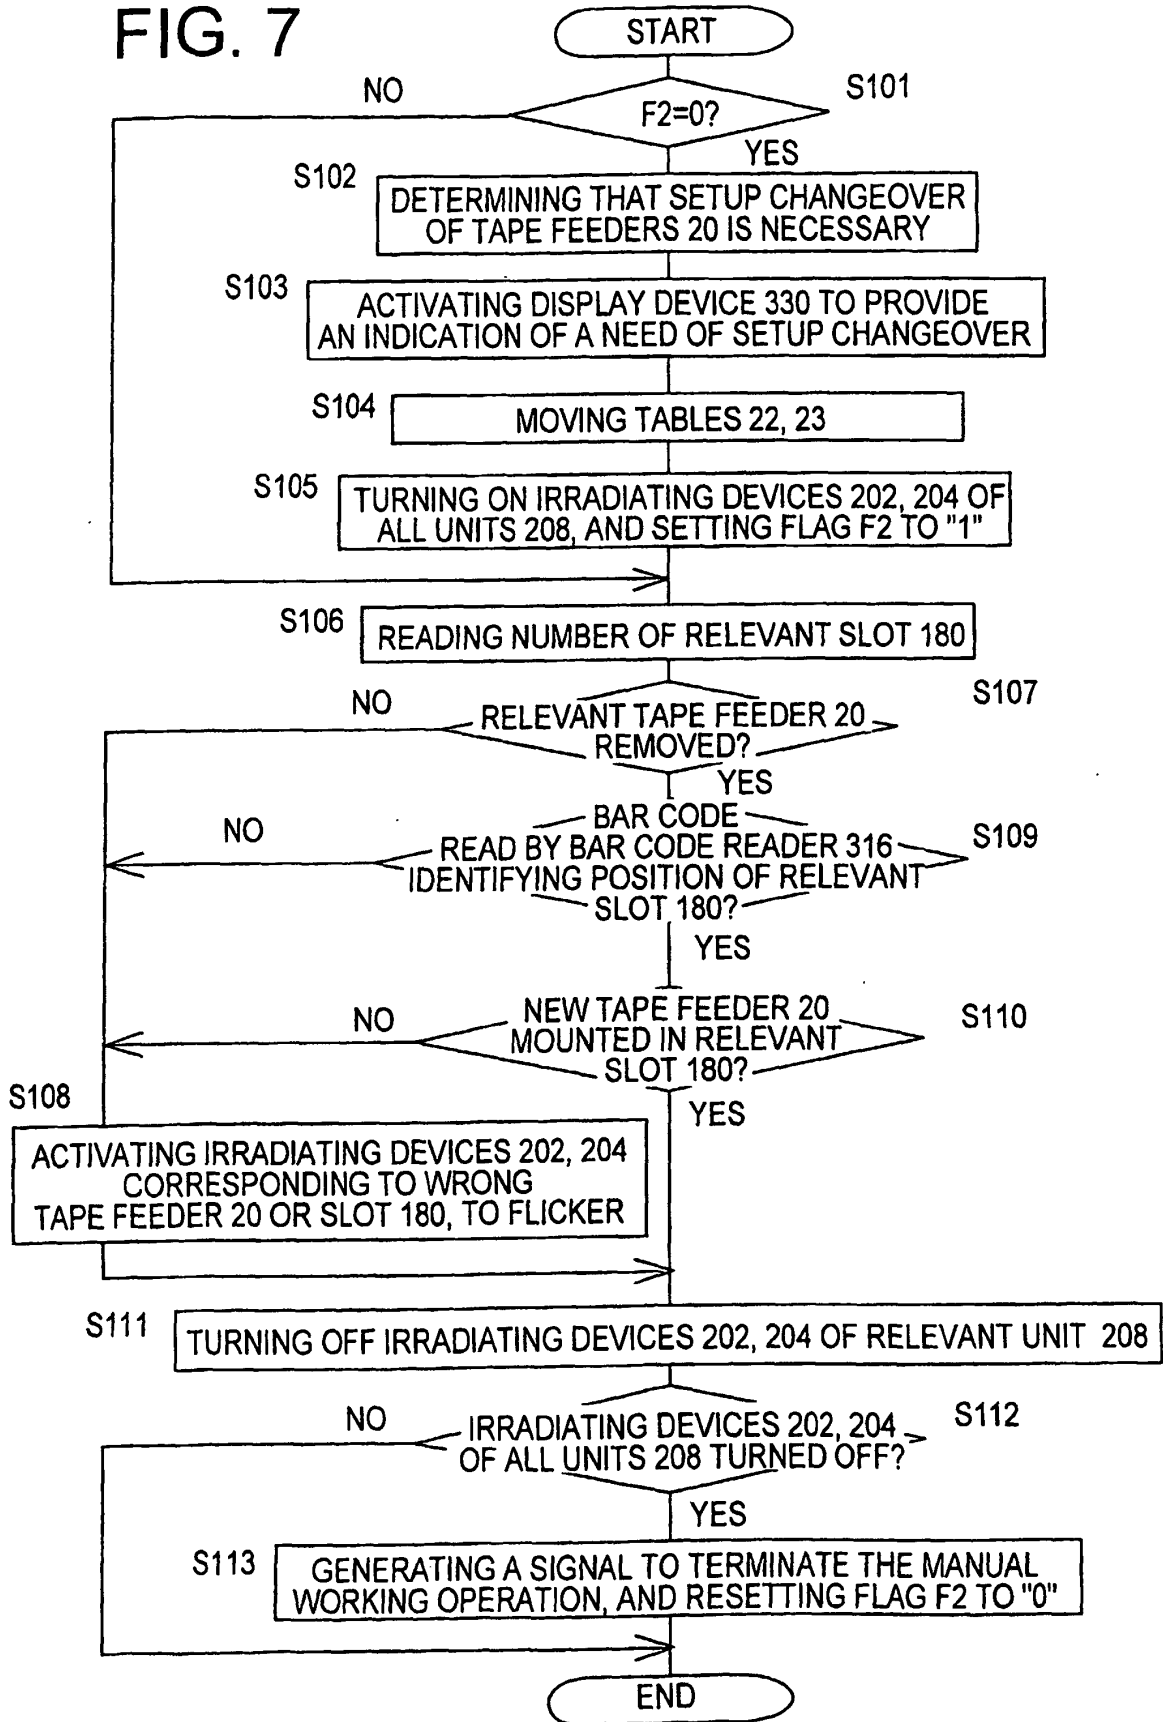 FIG. 7
START
NO
S101
F2=0?
YES
S102
DETERMINING THAT SETUP CHANGEOVER
OF TAPE FEEDERS 20 IS NECESSARY
S103
ACTIVATING DISPLAY DEVICE 330 TO PROVIDE
AN INDICATION OF A NEED OF SETUP CHANGEOVER
S104
MOVING TABLES 22, 23
S105
TURNING ON IRRADIATING DEVICES 202, 204 OF
ALL UNITS 208, AND SETTING FLAG F2 TO "1"
S106
READING NUMBER OF RELEVANT SLOT 180
NO
S107
RELEVANT TAPE FEEDER 20
REMOVED?
YES
NO
S109
BAR CODE
READ BY BAR CODE READER 316
IDENTIFYING POSITION OF RELEVANT
SLOT 180?
YES
NO
S110
NEW TAPE FEEDER 20
MOUNTED IN RELEVANT
SLOT 180?
YES
S108
ACTIVATING IRRADIATING DEVICES 202, 204
CORRESPONDING TO WRONG
TAPE FEEDER 20 OR SLOT 180, TO FLICKER
S111
TURNING OFF IRRADIATING DEVICES 202, 204 OF RELEVANT UNIT 208
NO
S112
IRRADIATING DEVICES 202, 204
OF ALL UNITS 208 TURNED OFF?
YES
S113
GENERATING A SIGNAL TO TERMINATE THE MANUAL
WORKING OPERATION, AND RESETTING FLAG F2 TO "0"
END